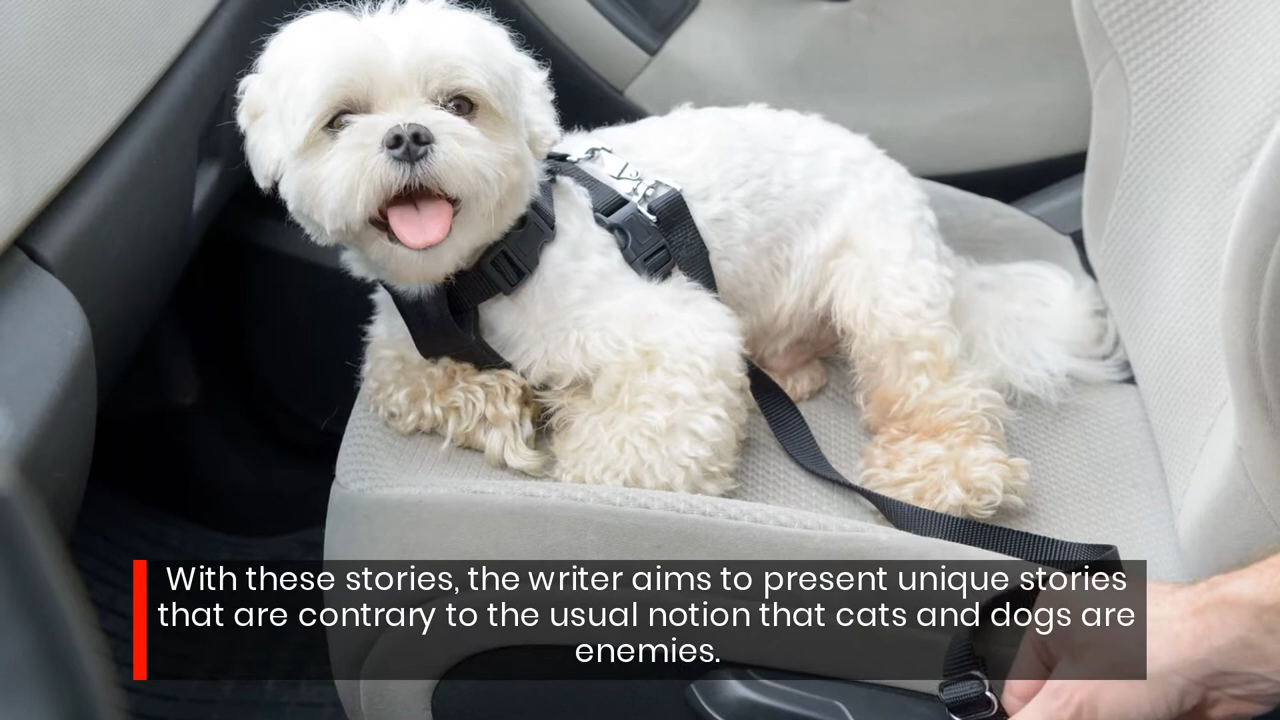 With these stories, the writer aims to present unique stories
that are contrary to the usual notion that cats and dogs are
enemies.